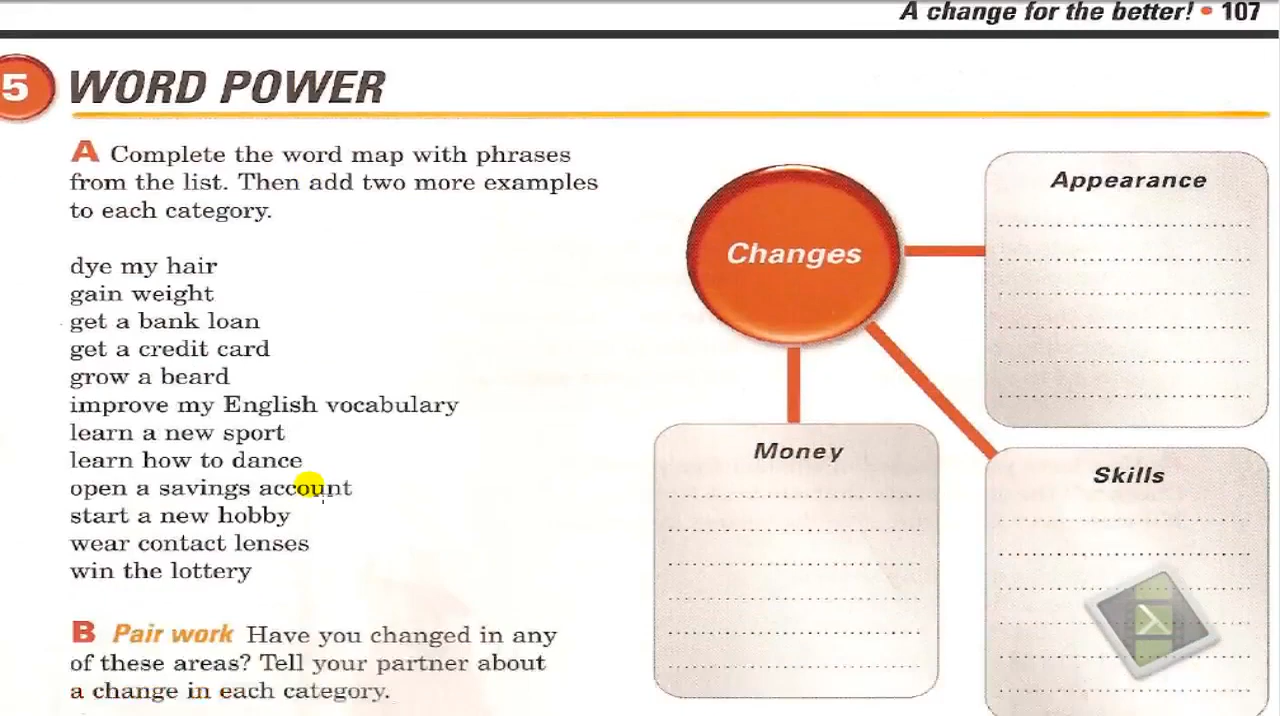 A change for the better! • 107
5 WORD POWER
A Complete the word map with phrases
from the list. Then add two more examples
to each category.
dye my hair
gain weight
get a bank loan
get a credit card
grow a beard
improve my English vocabulary
learn a new sport
learn how to dance
open a savings account
start a new hobby
wear contact lenses
win the lottery
B Pair work Have you changed in any
of these areas? Tell your partner about
a change in each category.
Changes
Appearance
Money
Skills